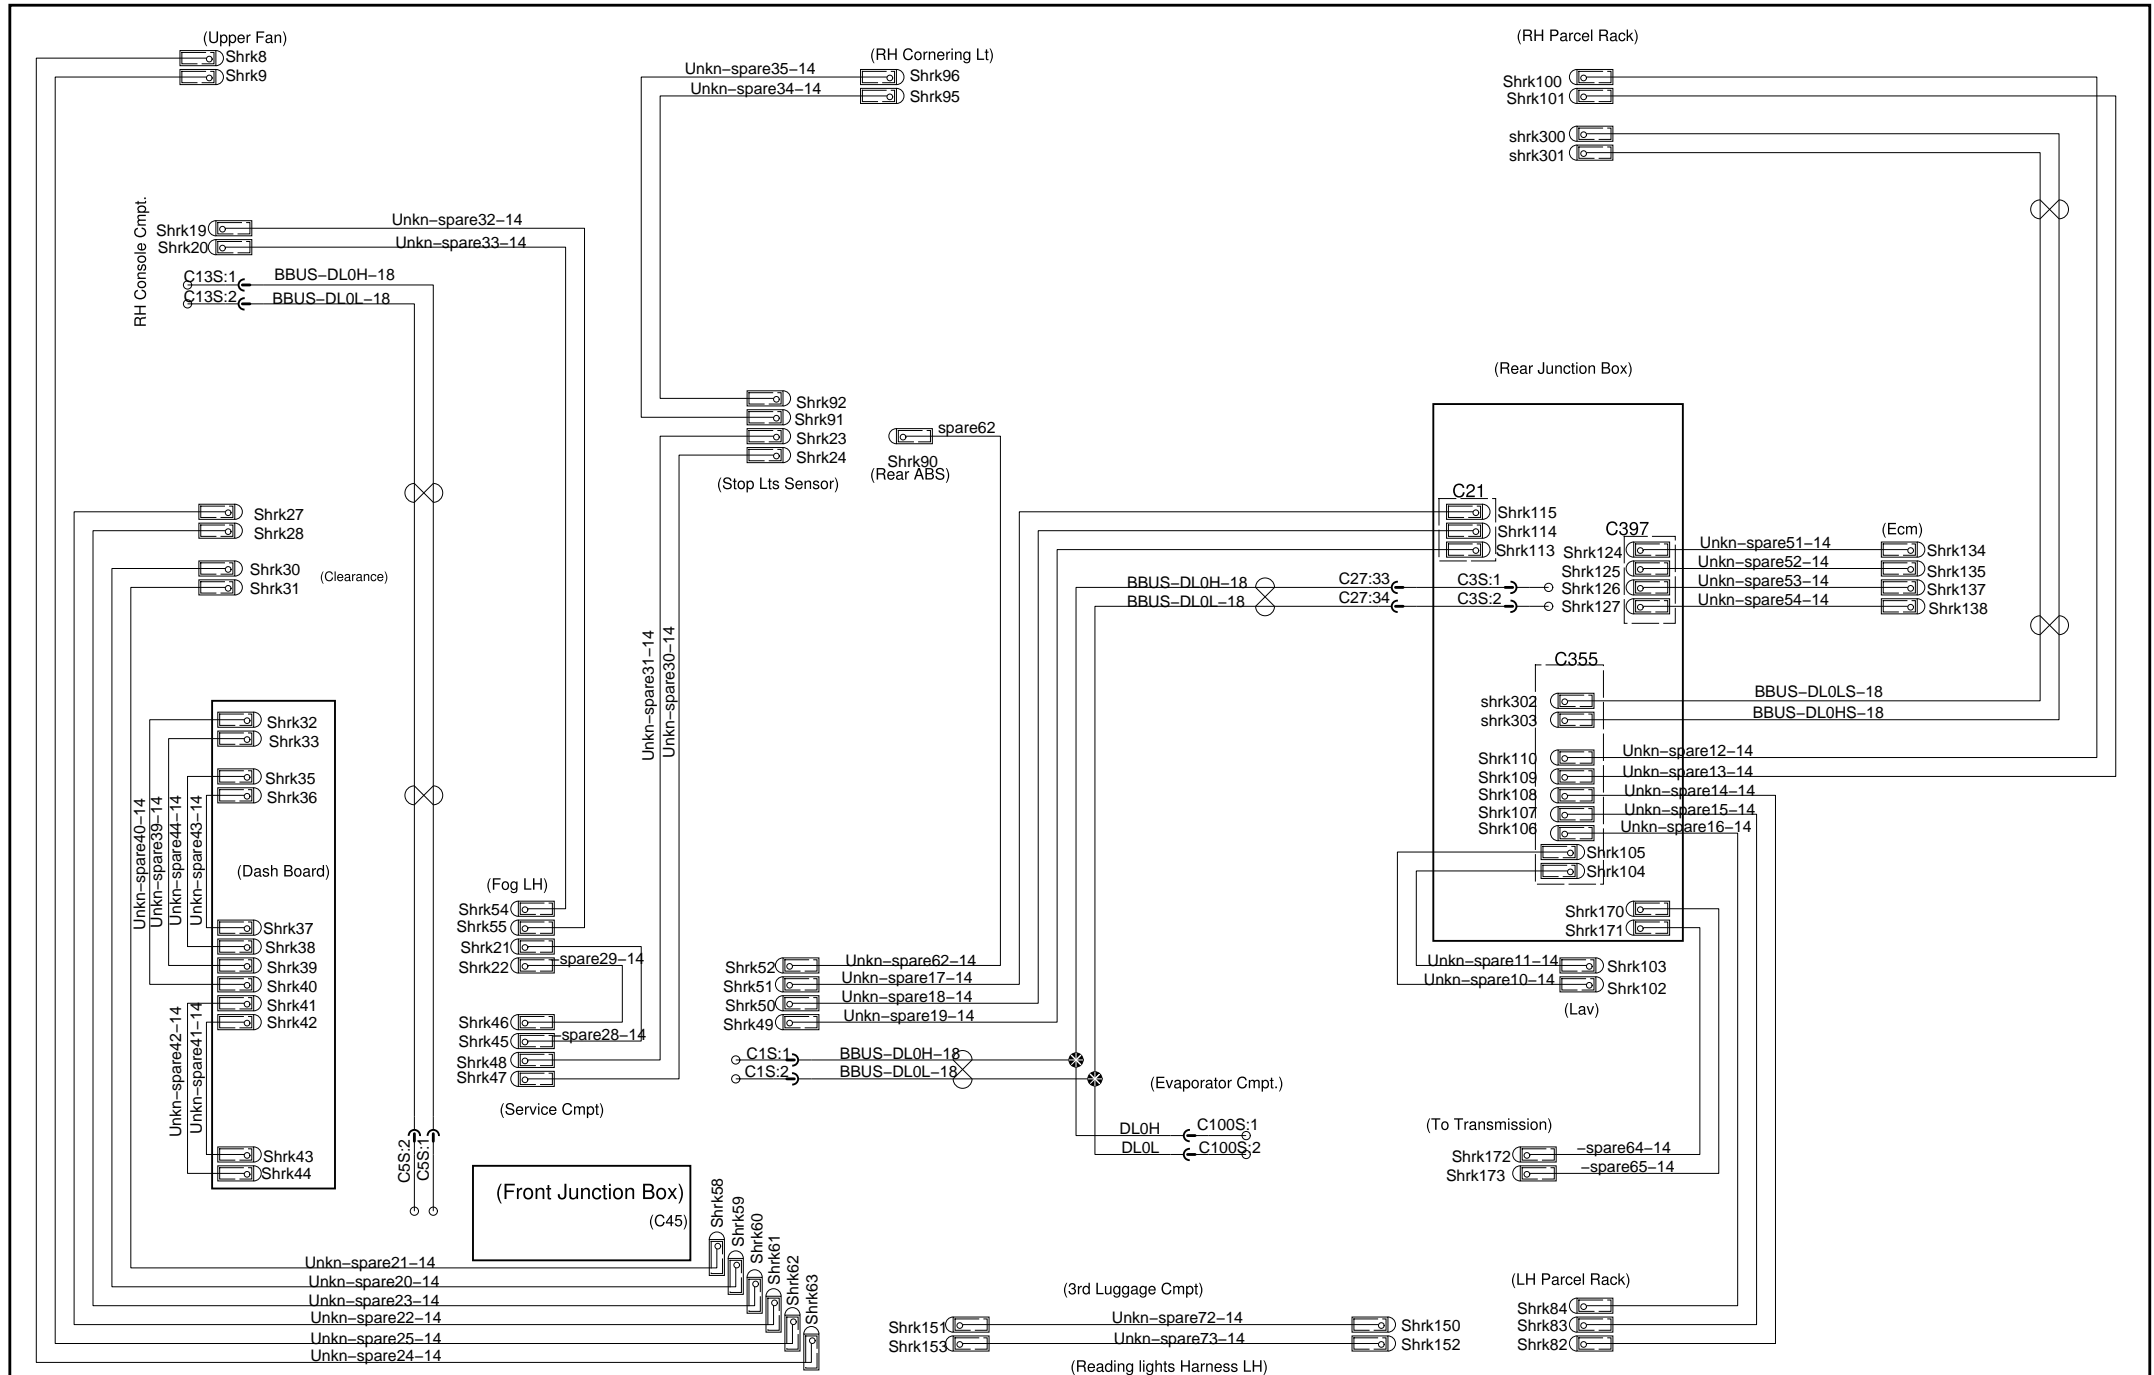 (Upper Fan)
Shrk8
Shrk9
Unkn-spare35-14
Unkn-spare34-14
(RH Cornering Lt)
Shrk96
Shrk95
(RH Parcel Rack)
Shrk100
Shrk101
shrk300
shrk301
RH Console Cmpt.
Shrk19
Shrk20
Unkn-spare32-14
Unkn-spare33-14
C13S:1
C13S:2
BBUS-DL0H-18
BBUS-DL0L-18
(Rear Junction Box)
Shrk92
Shrk91
Shrk23
Shrk24
(Stop Lts Sensor)
spare62
Shrk90
(Rear ABS)
Shrk27
Shrk28
Shrk30
Shrk31
(Clearance)
C21
Shrk115
Shrk114
Shrk113
C397
Shrk124
Shrk125
Shrk126
Shrk127
Unkn-spare51-14
Unkn-spare52-14
Unkn-spare53-14
Unkn-spare54-14
(Ecm)
Shrk134
Shrk135
Shrk137
Shrk138
BBUS-DL0H-18
BBUS-DL0L-18
C27:33
C27:34
C3S:1
C3S:2
Unkn-spare31-14
Unkn-spare30-14
C355
shrk302
shrk303
BBUS-DL0LS-18
BBUS-DL0HS-18
Shrk110
Shrk109
Shrk108
Shrk107
Shrk106
Unkn-spare12-14
Unkn-spare13-14
Unkn-spare14-14
Unkn-spare15-14
Unkn-spare16-14
Shrk105
Shrk104
Shrk170
Shrk171
Shrk32
Shrk33
Shrk35
Shrk36
Unkn-spare40-14
Unkn-spare39-14
Unkn-spare44-14
Unkn-spare43-14
(Dash Board)
Shrk37
Shrk38
Shrk39
Shrk40
Shrk41
Shrk42
Unkn-spare42-14
Unkn-spare41-14
Shrk43
Shrk44
C5S:2
C5S:1
(Fog LH)
Shrk54
Shrk55
Shrk21
Shrk22
-spare29-14
Shrk46
Shrk45
-spare28-14
Shrk48
Shrk47
(Service Cmpt)
Shrk52
Shrk51
Shrk50
Shrk49
Unkn-spare62-14
Unkn-spare17-14
Unkn-spare18-14
Unkn-spare19-14
C1S:1
C1S:2
BBUS-DL0H-18
BBUS-DL0L-18
(Evaporator Cmpt.)
DL0H
DL0L
C100S:1
C100S:2
Unkn-spare11-14
Unkn-spare10-14
Shrk103
Shrk102
(Lav)
(To Transmission)
Shrk172
Shrk173
-spare64-14
-spare65-14
(Front Junction Box)
(C45)
Shrk58
Shrk59
Shrk60
Shrk61
Shrk62
Shrk63
Unkn-spare21-14
Unkn-spare20-14
Unkn-spare23-14
Unkn-spare22-14
Unkn-spare25-14
Unkn-spare24-14
(3rd Luggage Cmpt)
Shrk151
Shrk153
Unkn-spare72-14
Unkn-spare73-14
Shrk150
Shrk152
(Reading lights Harness LH)
(LH Parcel Rack)
Shrk84
Shrk83
Shrk82